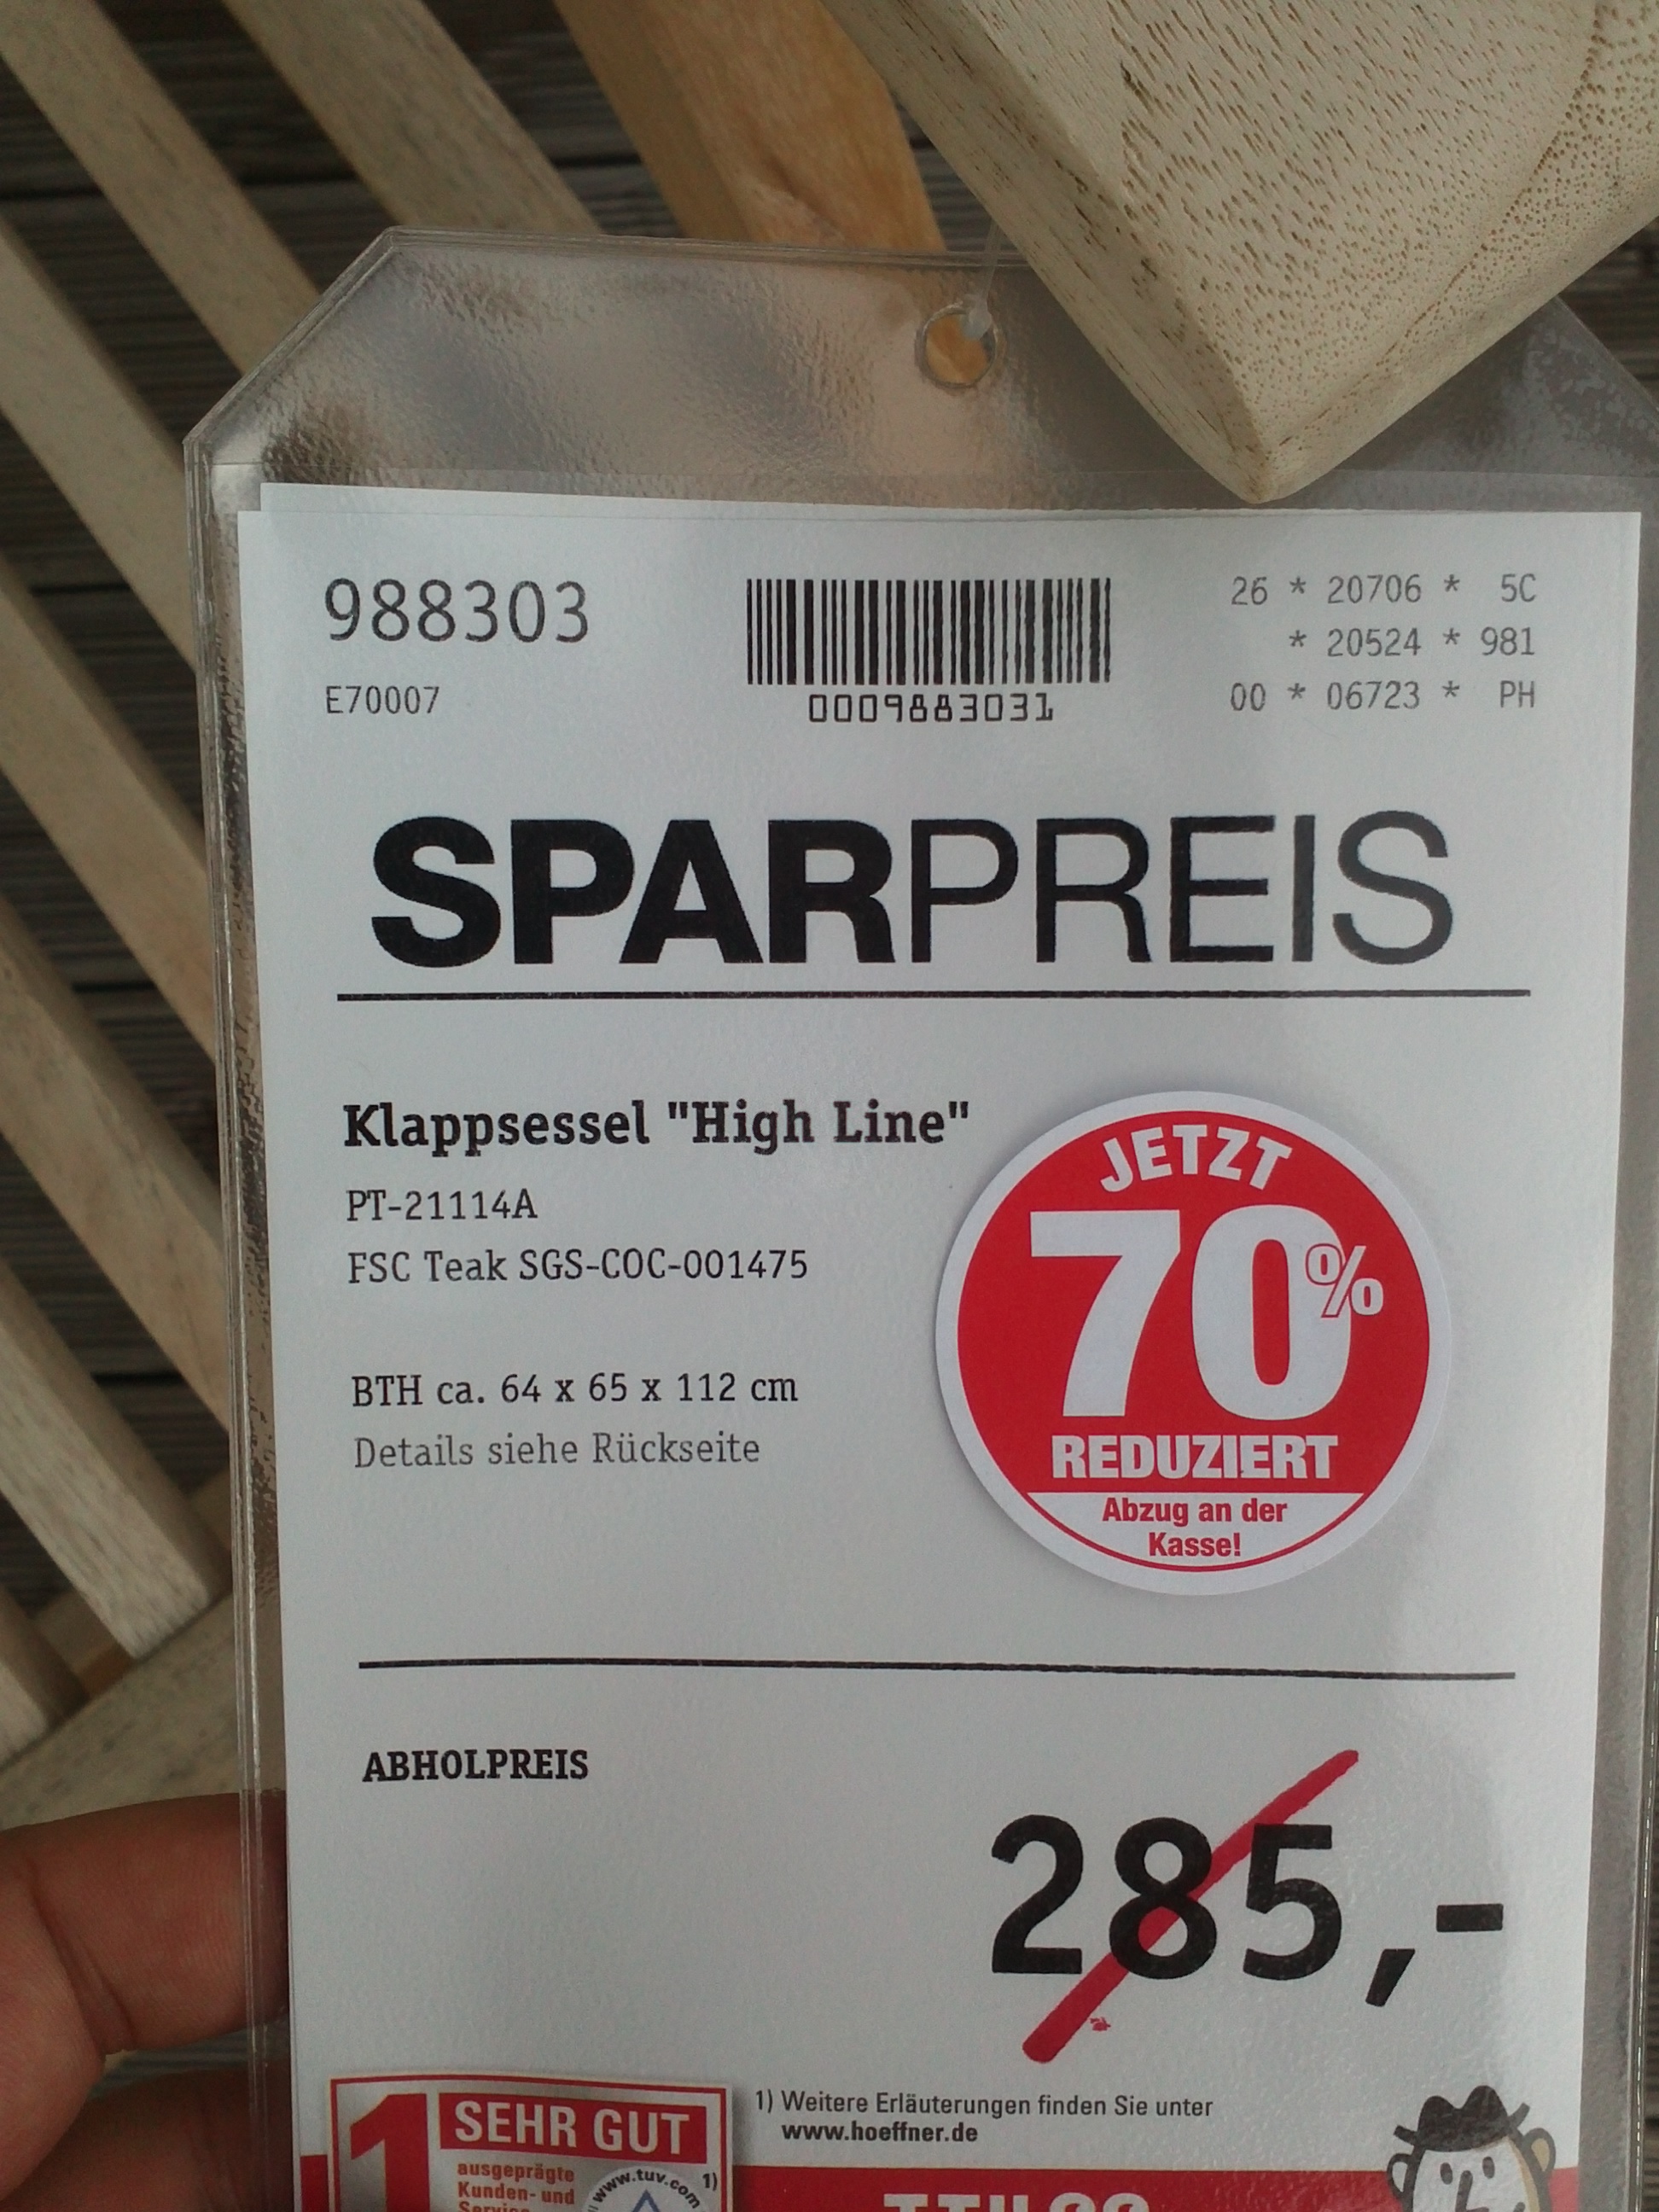 988303
E70007
0009883031
26 * 20706 * 5C
* 20524 * 981
00 * 06723 * PH
SPARPREIS
Klappsessel "High Line"
PT-21114A
FSC Teak SGS-COC-001475
BTH ca. 64 x 65 x 112 cm
Details siehe Rückseite
JETZT
70%
REDUZIERT
Abzug an der
Kasse!
ABHOLPREIS
285,-
1
SEHR GUT
ausgeprägte
Kunden- und
www.tuv.com 1)
1) Weitere Erläuterungen finden Sie unter
www.hoeffner.de